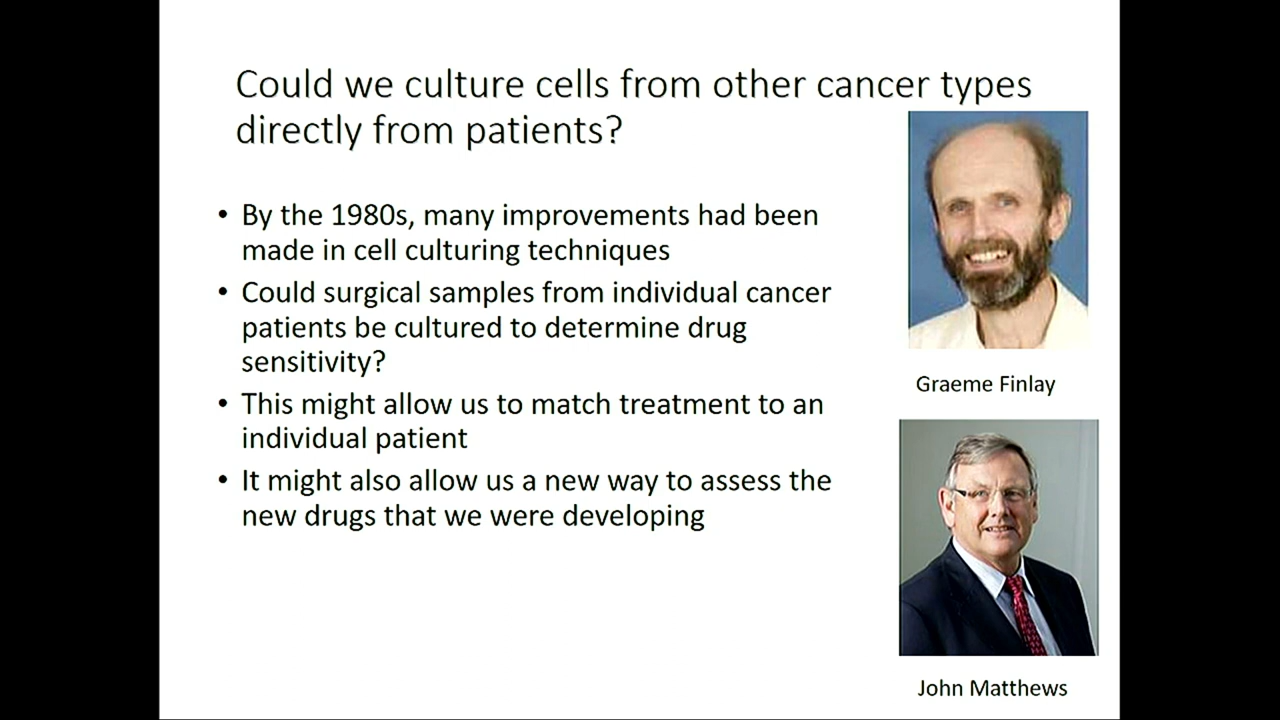 Could we culture cells from other cancer types
directly from patients?
• By the 1980s, many improvements had been
made in cell culturing techniques
• Could surgical samples from individual cancer
patients be cultured to determine drug
sensitivity?
• This might allow us to match treatment to an
individual patient
• It might also allow us a new way to assess the
new drugs that we were developing
Graeme Finlay
John Matthews